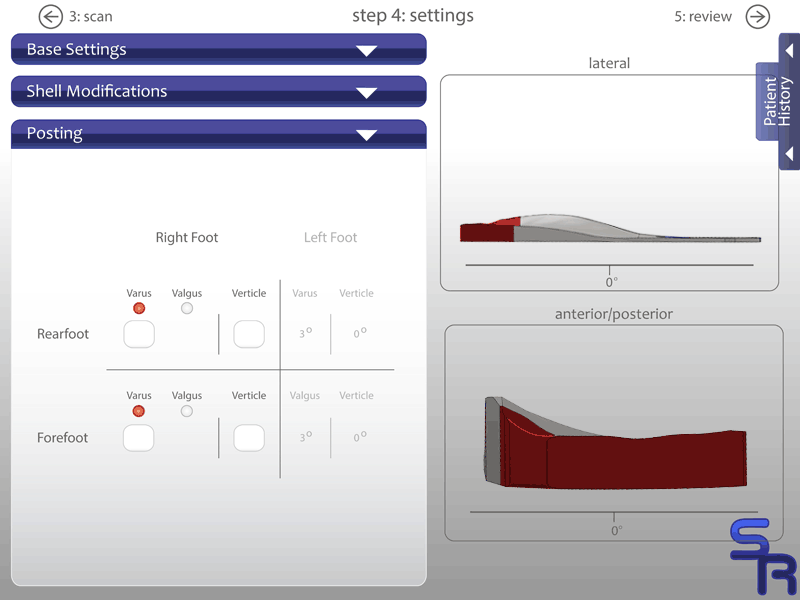 3: scan
step 4: settings
5: review
Base Settings
Shell Modifications
Posting
Right Foot
Left Foot
Varus
Valgus
Verticle
Varus
Verticle
Rearfoot
3°
0°
Varus
Valgus
Verticle
Valgus
Verticle
Forefoot
3°
0°
lateral
0°
anterior/posterior
0°
Patient
History
SR